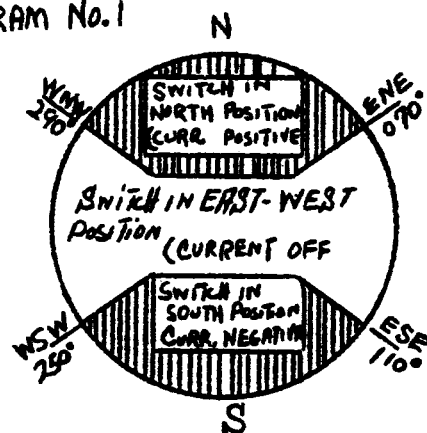 RAM No.1
N
WNW
290°
ENE
070°
SWITCH IN
NORTH POSITION
(CURR POSITIVE
SWITCH IN EAST-WEST
POSITION
(CURRENT OFF
SWITCH IN
SOUTH POSITION
CURR. NEGATIVE
WSW
250°
ESE
110°
S